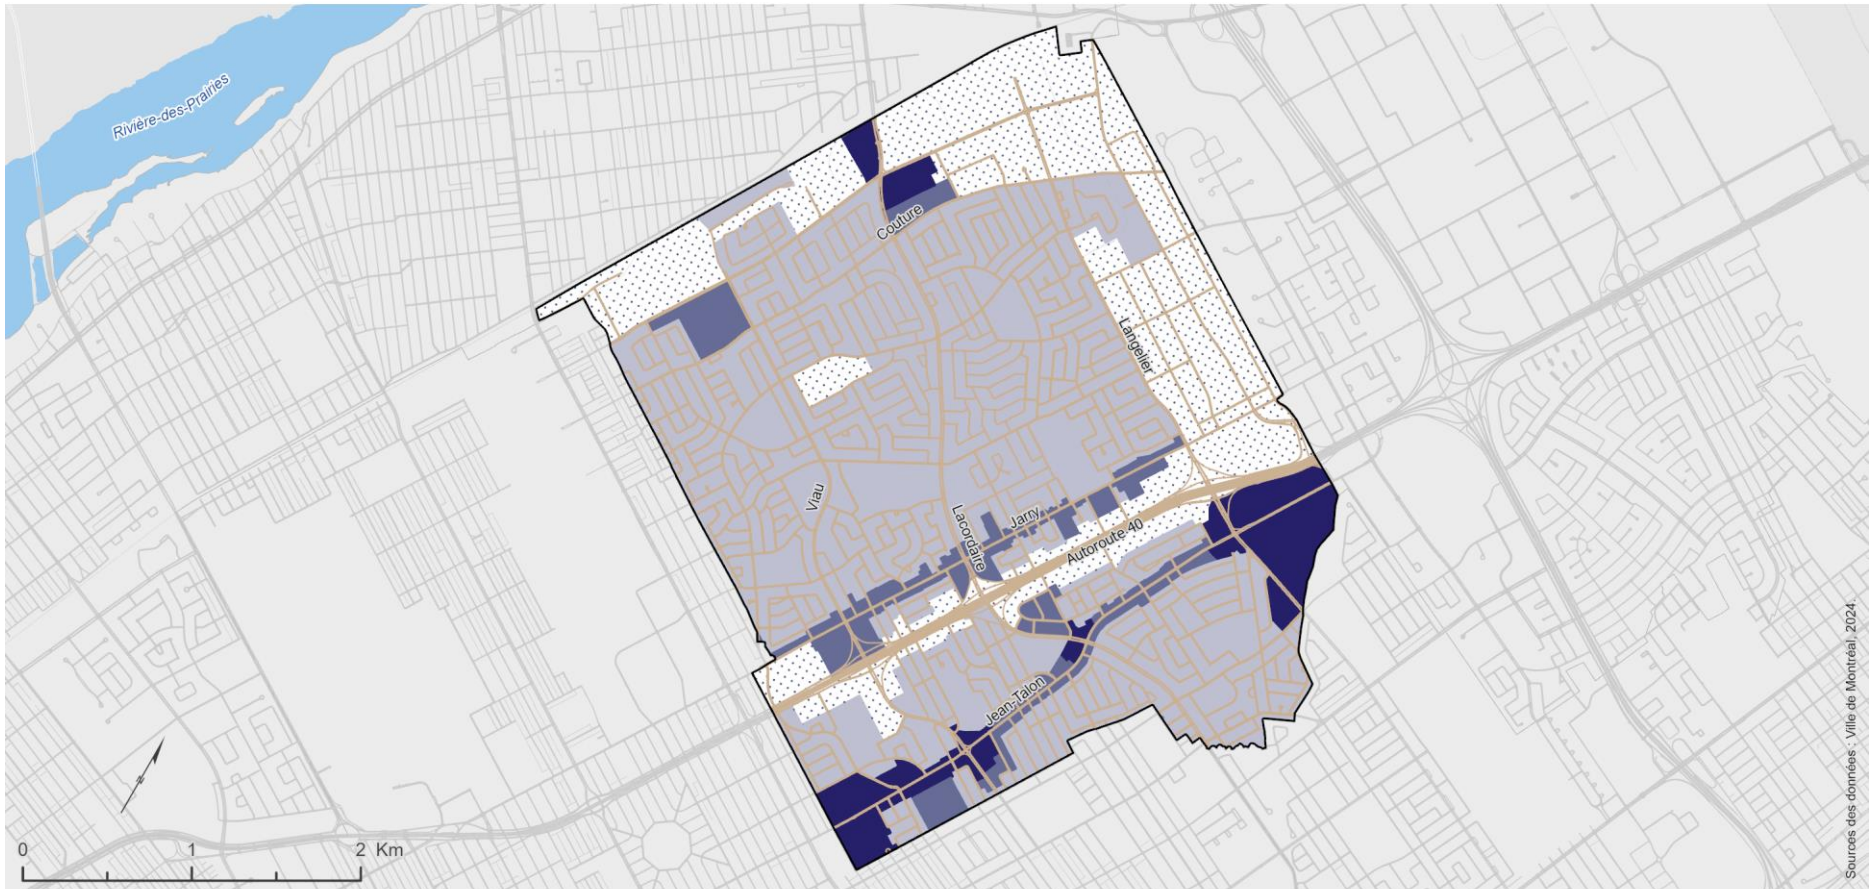 Rivière-des-Prairies
Couture
Langelier
Viau
Lacordaire
Jarry
Autoroute 40
Jean-Talon
N
0 1 2 Km
Sources des données : Ville de Montréal, 2024.